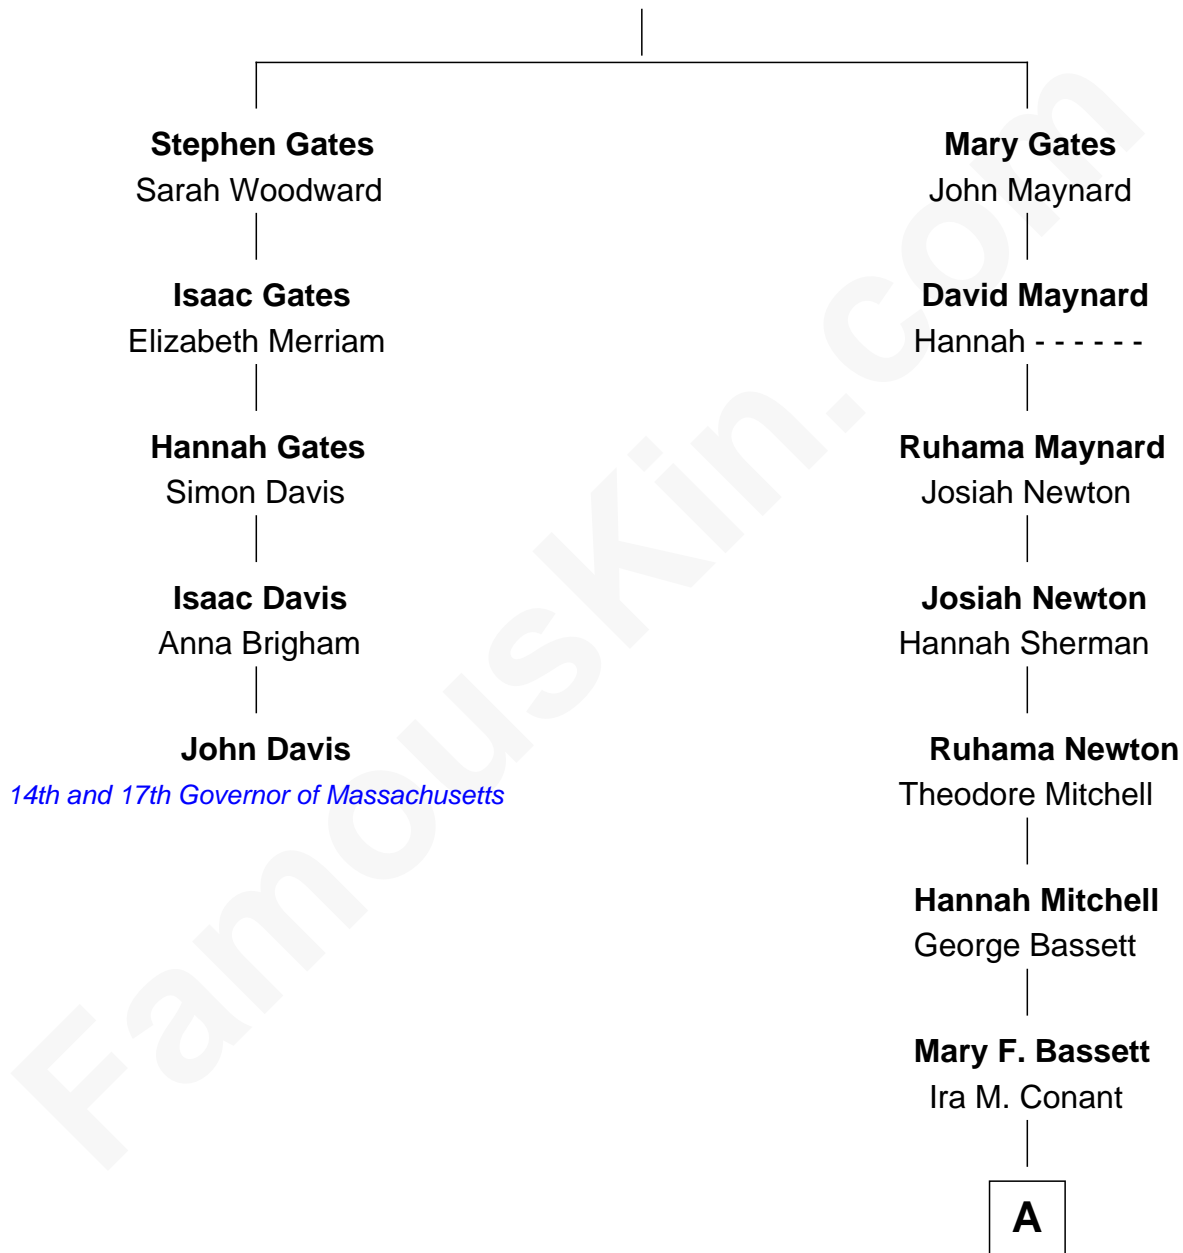 Stephen Gates
Sarah Woodward
Isaac Gates
Elizabeth Merriam
Hannah Gates
Simon Davis
Isaac Davis
Anna Brigham
John Davis
14th and 17th Governor of Massachusetts
Mary Gates
John Maynard
David Maynard
Hannah - - - - - -
Ruhama Maynard
Josiah Newton
Josiah Newton
Hannah Sherman
Ruhama Newton
Theodore Mitchell
Hannah Mitchell
George Bassett
Mary F. Bassett
Ira M. Conant
A
FamousKin.com